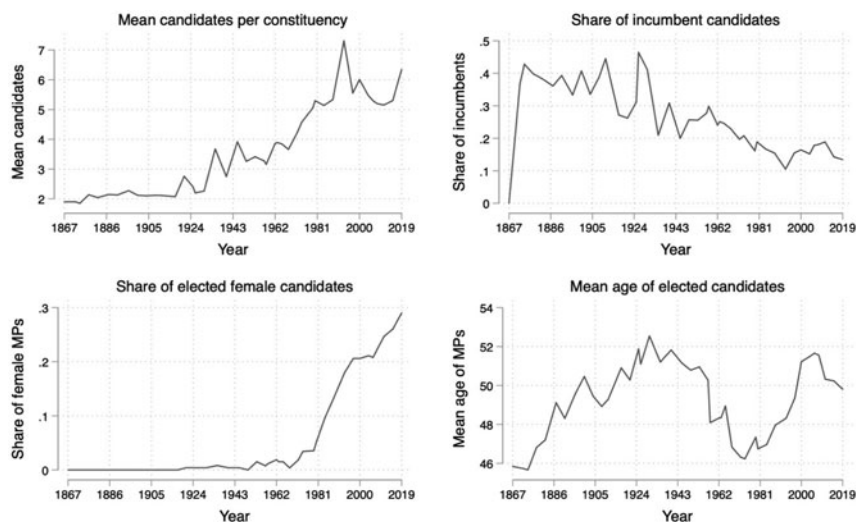 Mean candidates per constituency
Mean candidates
7
6
5
4
3
2
1867 1886 1905 1924 1943 1962 1981 2000 2019
Year
Share of incumbent candidates
Share of incumbents
.5
.4
.3
.2
.1
0
1867 1886 1905 1924 1943 1962 1981 2000 2019
Year
Share of elected female candidates
Share of female MPs
.3
.2
.1
0
1867 1886 1905 1924 1943 1962 1981 2000 2019
Year
Mean age of elected candidates
Mean age of MPs
54
52
50
48
46
1867 1886 1905 1924 1943 1962 1981 2000 2019
Year